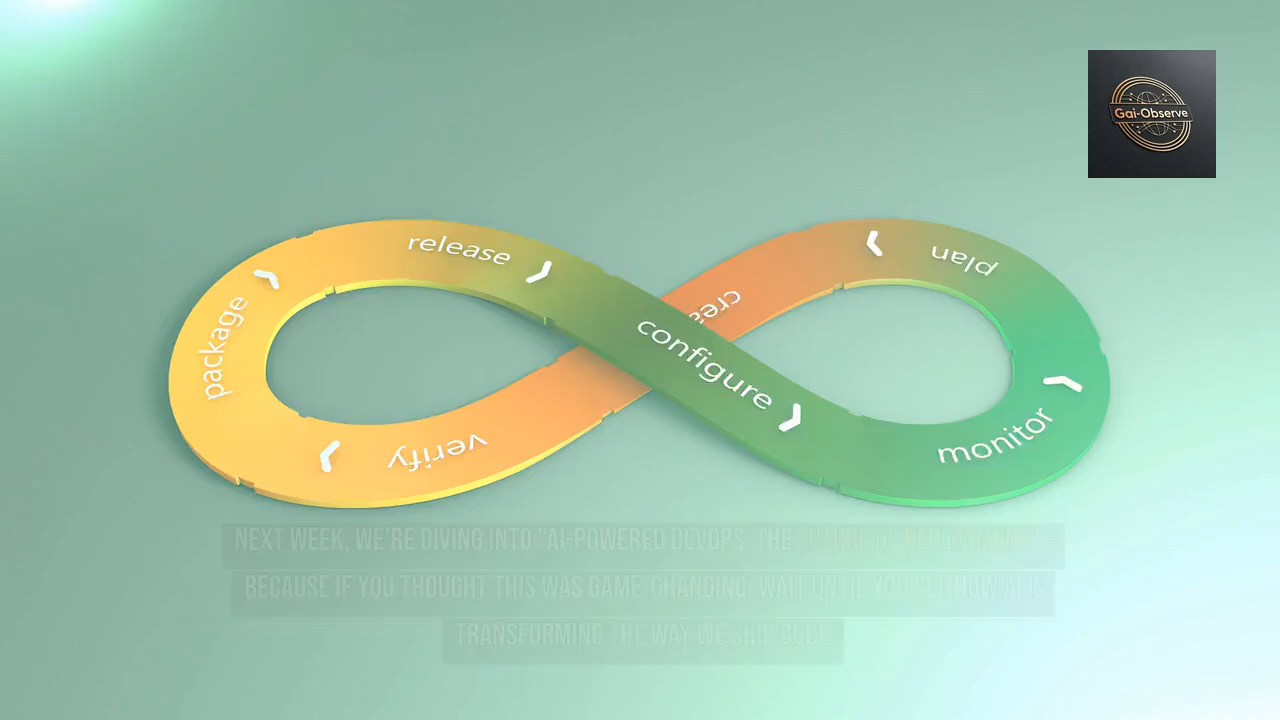 Gai-Observe
release
plan
package
configure
verify
monitor
NEXT WEEK, WE'RE DIVING INTO "AI-POWERED DEVOPS: THE
BECAUSE IF YOU THOUGHT THIS WAS GAME-CHANGING, WAIT UNTIL YOU
TRANSFORMING THE WAY WE SHIP CODE